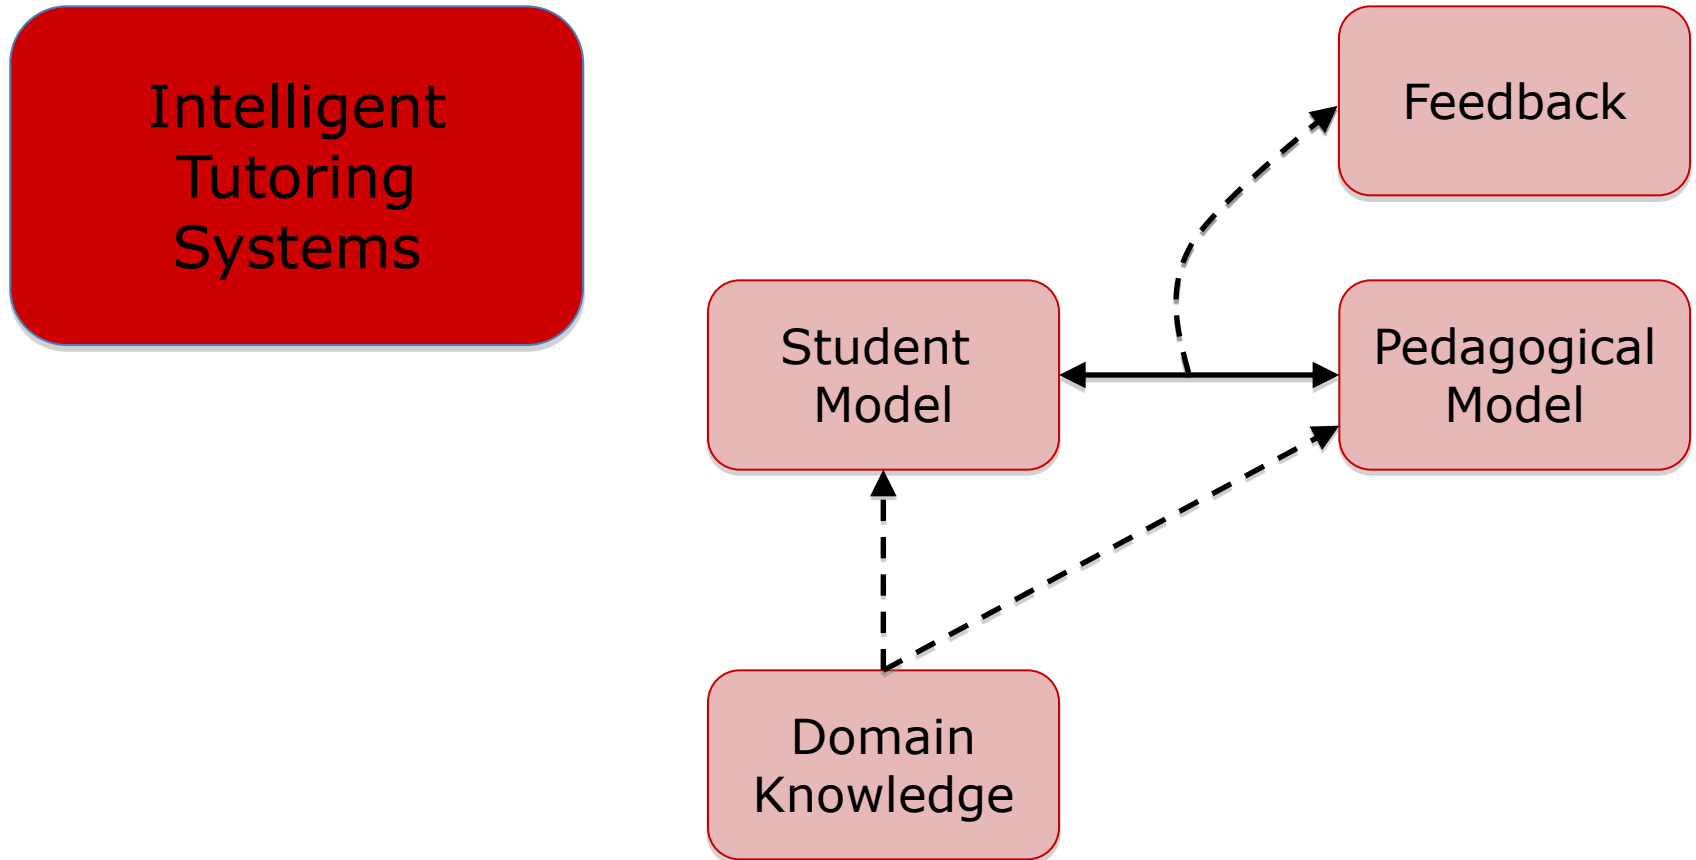 Intelligent
Tutoring
Systems
Feedback
Student
Model
Pedagogical
Model
Domain
Knowledge